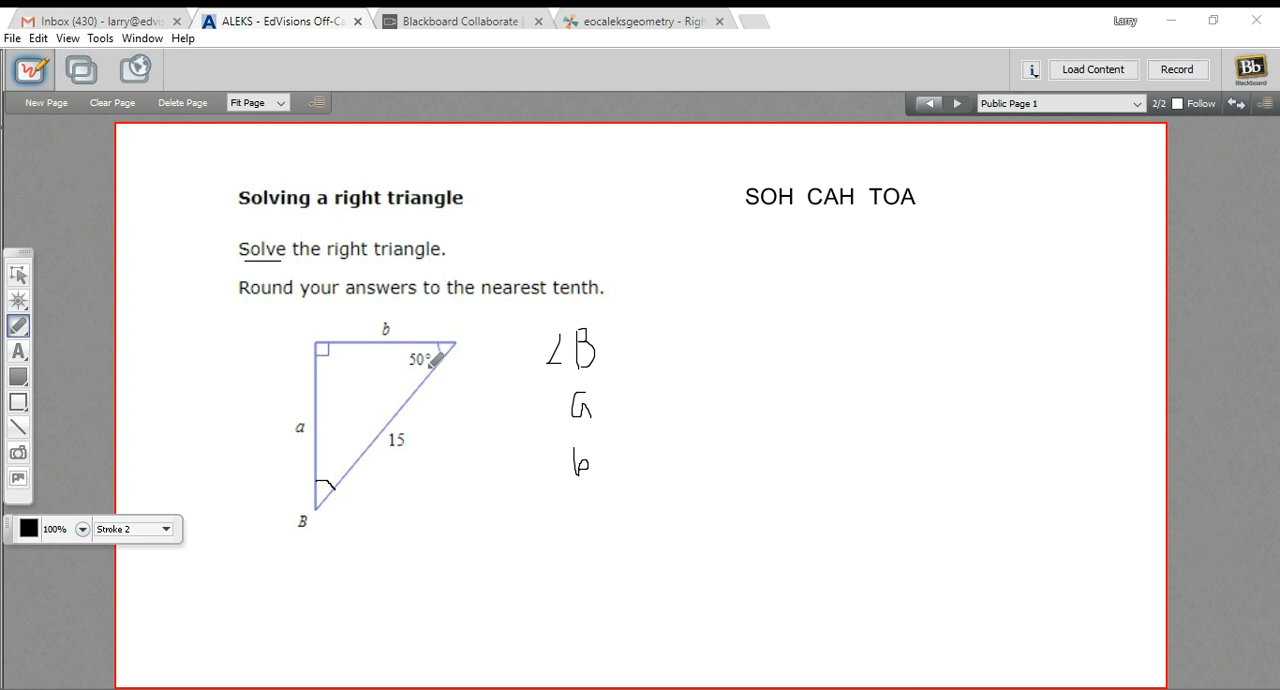 Inbox (430) - larry@edvis
ALEKS - EdVisions Off-Ca
Blackboard Collaborate |
eocaleksgeometry - Righ
Larry
File Edit View Tools Window Help
Load Content
Record
Bb
Blackboard
New Page Clear Page Delete Page Fit Page
Public Page 1
2/2 Follow
Solving a right triangle
SOH CAH TOA
Solve the right triangle.
Round your answers to the nearest tenth.
b
50°
∠B
a
a
15
b
B
100% Stroke 2